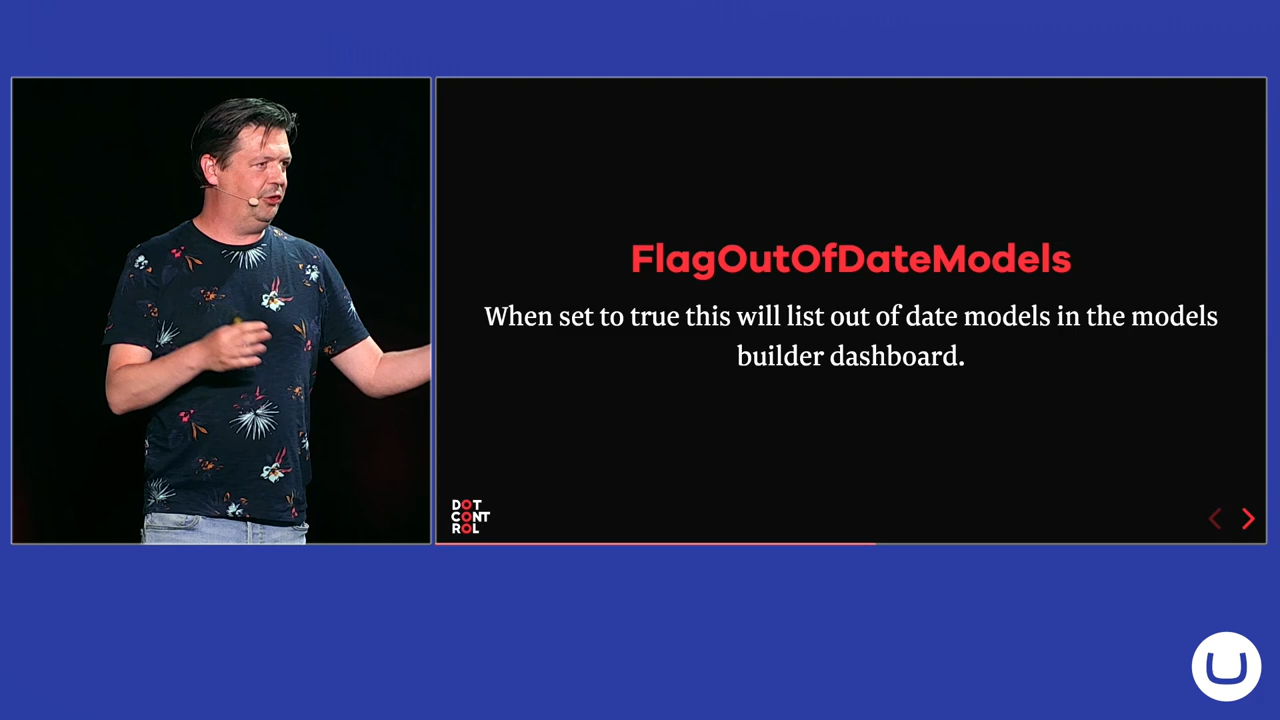 FlagOutOfDateModels
When set to true this will list out of date models in the models
builder dashboard.
DOT
CONT
ROL